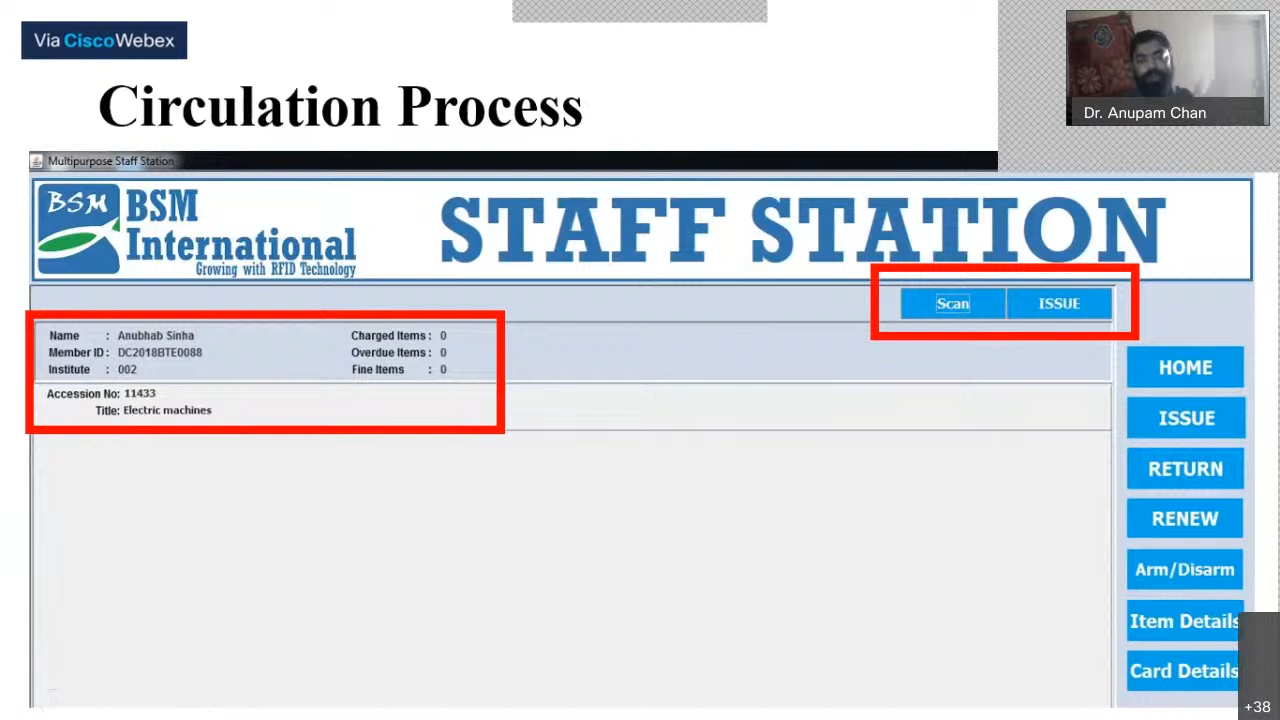 Via CiscoWebex
Dr. Anupam Chan
Circulation Process
Multipurpose Staff Station
BSM
BSM
International
Growing with RFID Technology
STAFF STATION
Scan
ISSUE
Name : Anubhab Sinha
Charged Items : 0
Member ID : DC2018BTE0088
Overdue Items : 0
Institute : 002
Fine Items : 0
Accession No: 11433
Title: Electric machines
HOME
ISSUE
RETURN
RENEW
Arm/Disarm
Item Details
Card Details
+38